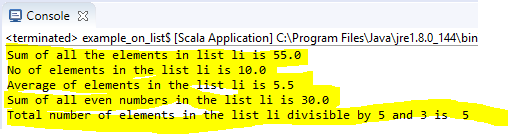 Console
<terminated> example_on_list$ [Scala Application] C:\Program Files\Java\jre1.8.0_144\bin
Sum of all the elements in list li is 55.0
No of elements in the list li is 10.0
Average of elements in the list li is 5.5
Sum of all even numbers in the list li is 30.0
Total number of elements in the list li divisible by 5 and 3 is  5